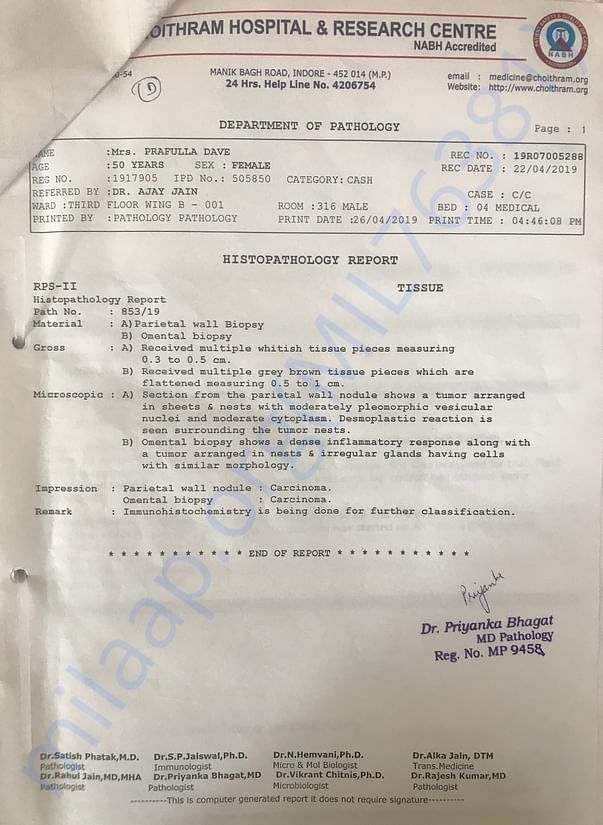 OITHRAM HOSPITAL & RESEARCH CENTRE
NABH Accredited
NABH
-54
MANIK BAGH ROAD, INDORE - 452 014 (M.P.)
24 Hrs. Help Line No. 4206754
email : medicine@choithram.org
Website: http://www.choithram.org
1
DEPARTMENT OF PATHOLOGY
Page : 1
NAME :Mrs. PRAFULLA DAVE REC NO. : 19R07005288
AGE :50 YEARS SEX : FEMALE REC DATE : 22/04/2019
REG NO. :1917905 IPD No.: 505850 CATEGORY: CASH
REFERRED BY :DR. AJAY JAIN CASE : C/C
WARD :THIRD FLOOR WING B - 001 ROOM :316 MALE BED : 04 MEDICAL
PRINTED BY :PATHOLOGY PATHOLOGY PRINT DATE :26/04/2019 PRINT TIME : 04:46:08 PM
HISTOPATHOLOGY REPORT
RPS-II TISSUE
Histopathology Report
Path No. : 853/19
Material : A)Parietal wall Biopsy
B) Omental biopsy
Gross : A) Received multiple whitish tissue pieces measuring
0.3 to 0.5 cm.
B) Received multiple grey brown tissue pieces which are
flattened measuring 0.5 to 1 cm.
Microscopic : A) Section from the parietal wall nodule shows a tumor arranged
in sheets & nests with moderately pleomorphic vesicular
nuclei and moderate cytoplasm. Desmoplastic reaction is
seen surrounding the tumor nests.
B) Omental biopsy shows a dense inflammatory response along with
a tumor arranged in nests & irregular glands having cells
with similar morphology.
Impression : Parietal wall nodule : Carcinoma.
Omental biopsy : Carcinoma.
Remark : Immunohistochemistry is being done for further classification.
* * * * * * * * * * * END OF REPORT * * * * * * * * * * *
Priyanka
Dr. Priyanka Bhagat
MD Pathology
Reg. No. MP 9458
Dr.Satish Phatak,M.D. Dr.S.P.Jaiswal,Ph.D. Dr.N.Hemvani,Ph.D. Dr.Alka Jain, DTM
Pathologist Immunologist Micro & Mol Biologist Trans.Medicine
Dr.Rahul Jain,MD,MHA Dr.Priyanka Bhagat,MD Dr.Vikrant Chitnis,Ph.D. Dr.Rajesh Kumar,MD
Pathologist Pathologist Microbiologist Pathologist
----------This is computer generated report it does not require signature----------